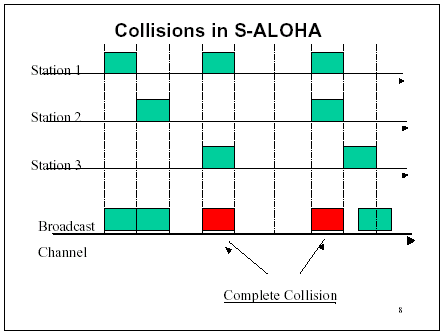 Collisions in S-ALOHA
Station 1
Station 2
Station 3
Broadcast
Channel
Complete Collision
8